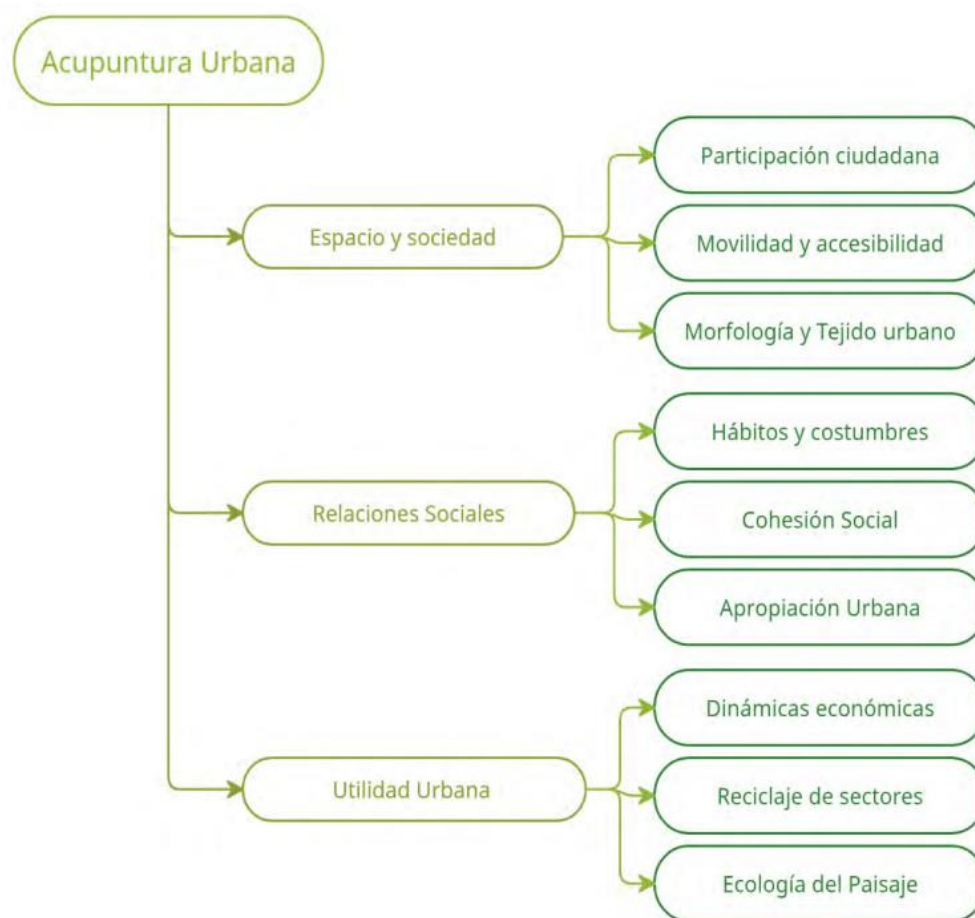 Acupuntura Urbana
Espacio y sociedad
Participación ciudadana
Movilidad y accesibilidad
Morfología y Tejido urbano
Relaciones Sociales
Hábitos y costumbres
Cohesión Social
Apropiación Urbana
Utilidad Urbana
Dinámicas económicas
Reciclaje de sectores
Ecología del Paisaje